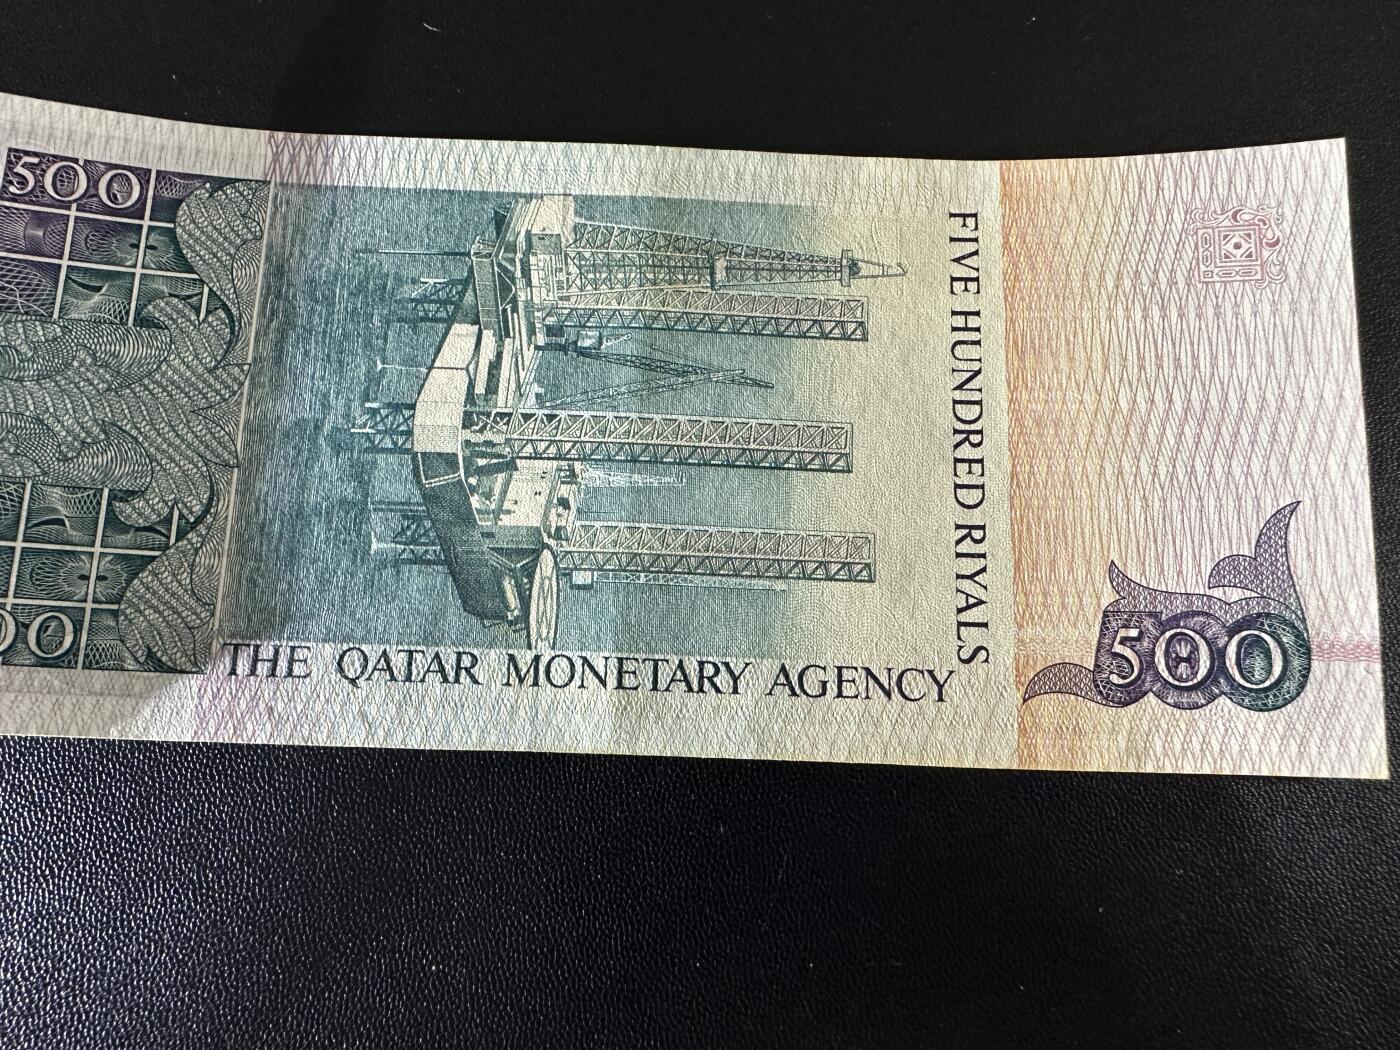 500
FIVE HUNDRED RIYALS
THE QATAR MONETARY AGENCY
500